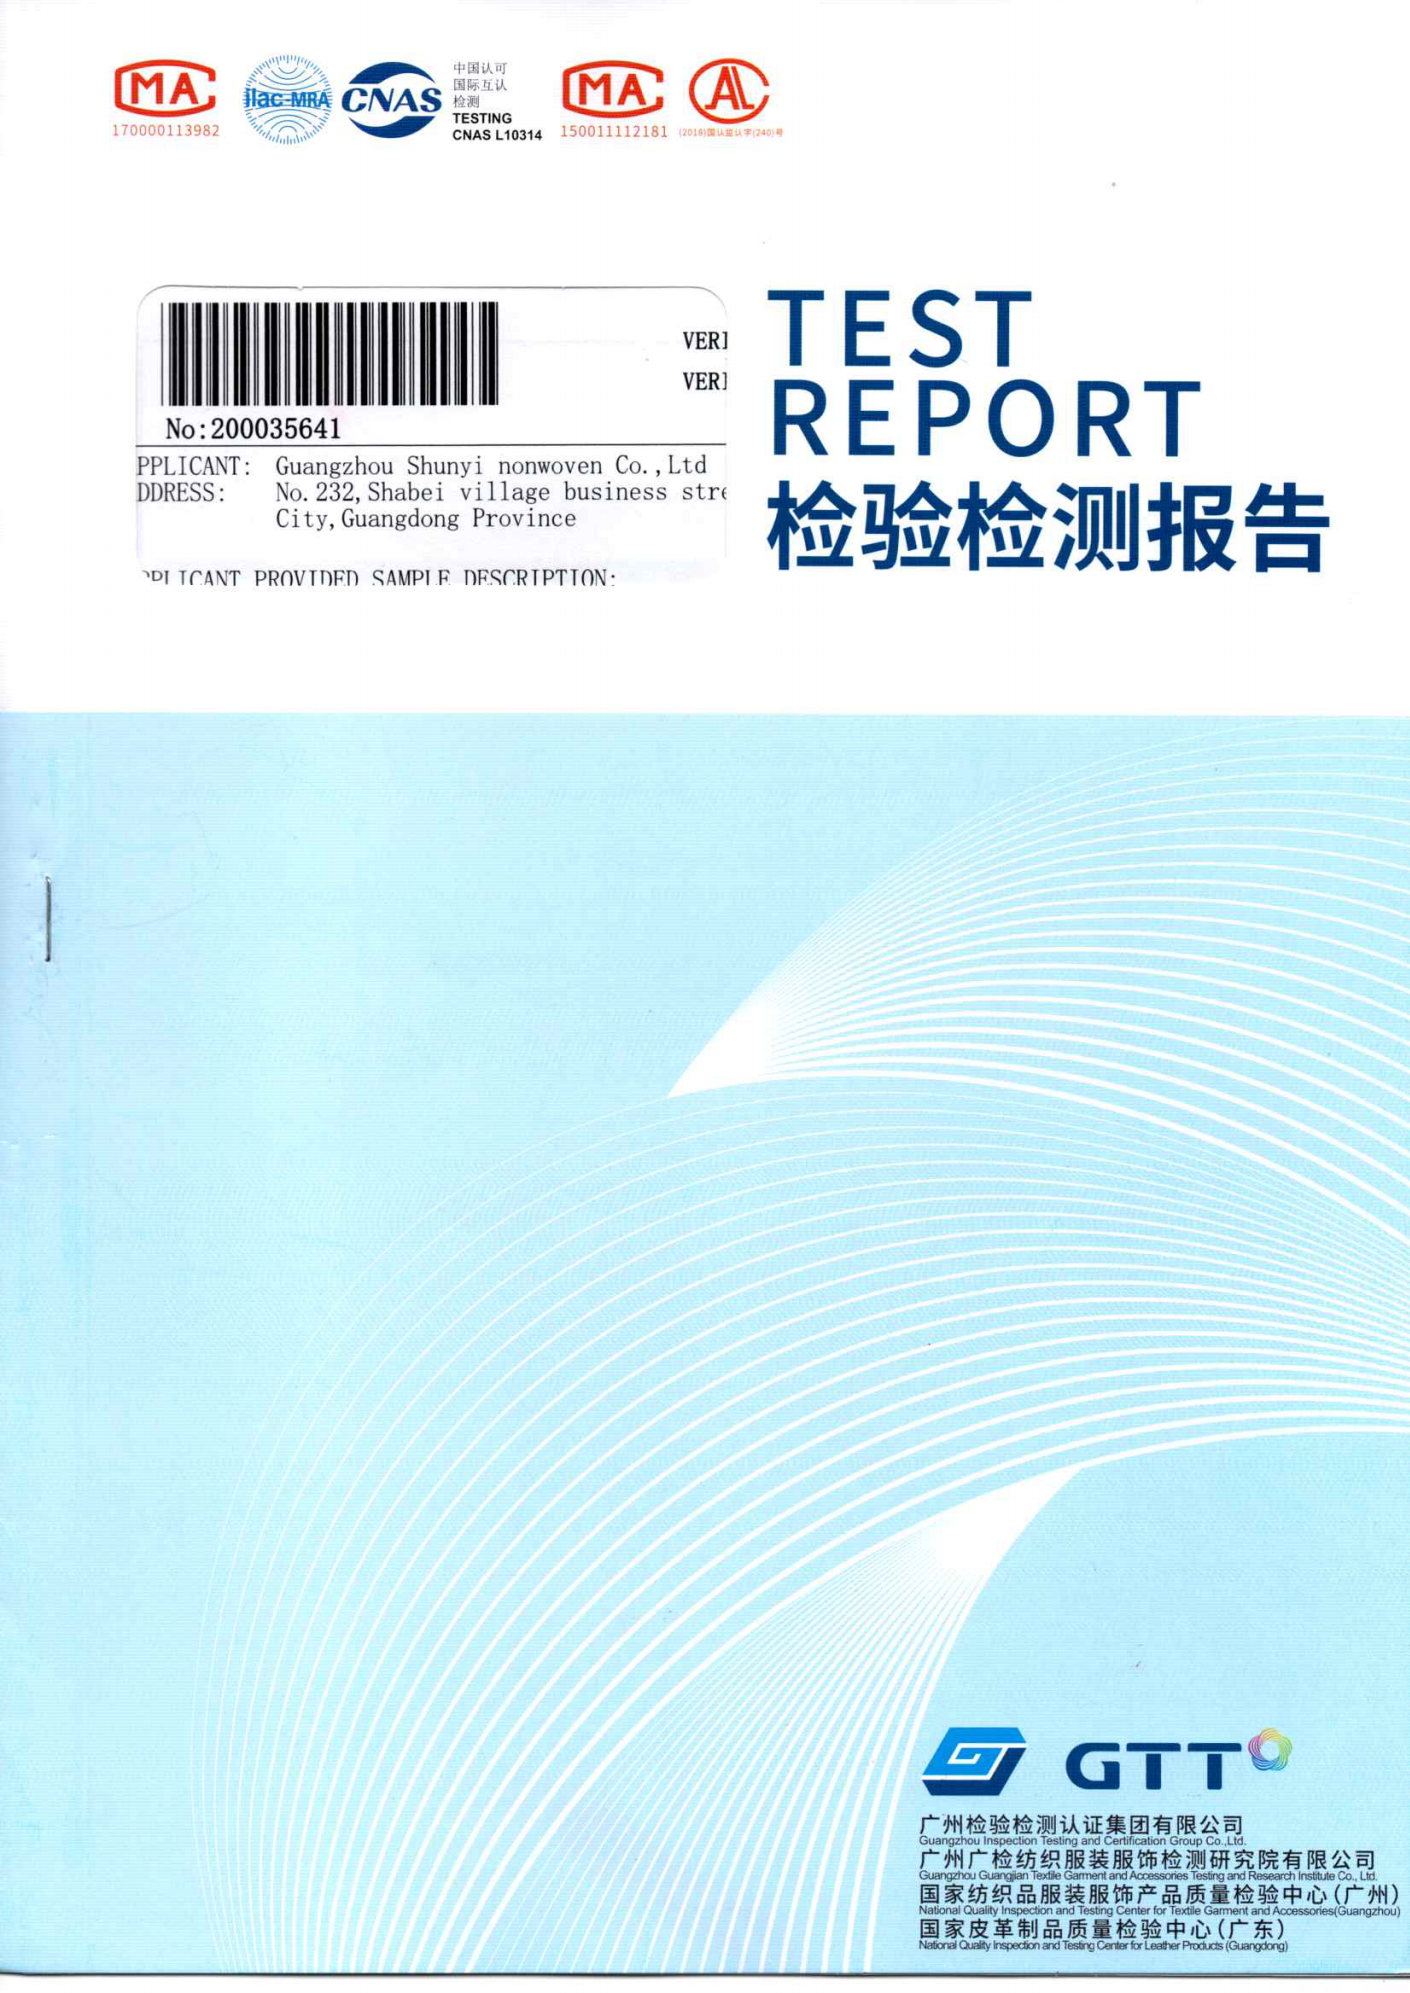 MA
170000113982
ilac-MRA
CNAS
中国认可
国际互认
检测
TESTING
CNAS L10314
MA
150011112181
AL
(2018)国认监认字(240)号
VERI
VERI
No:200035641
PPLICANT: Guangzhou Shunyi nonwoven Co.,Ltd
DDRESS: No.232,Shabei village business stre
City,Guangdong Province
PPLICANT PROVIDED SAMPLE DESCRIPTION:
TEST
REPORT
检验检测报告
GTT
广州检验检测认证集团有限公司
Guangzhou Inspection Testing and Certification Group Co.,Ltd.
广州广检纺织服装服饰检测研究院有限公司
Guangzhou Guangjian Textile Garment and Accessories Testing and Research Institute Co., Ltd.
国家纺织品服装服饰产品质量检验中心(广州)
National Quality Inspection and Testing Center for Textile Garment and Accessories(Guangzhou)
国家皮革制品质量检验中心(广东)
National Quality Inspection and Testing Center for Leather Products (Guangdong)